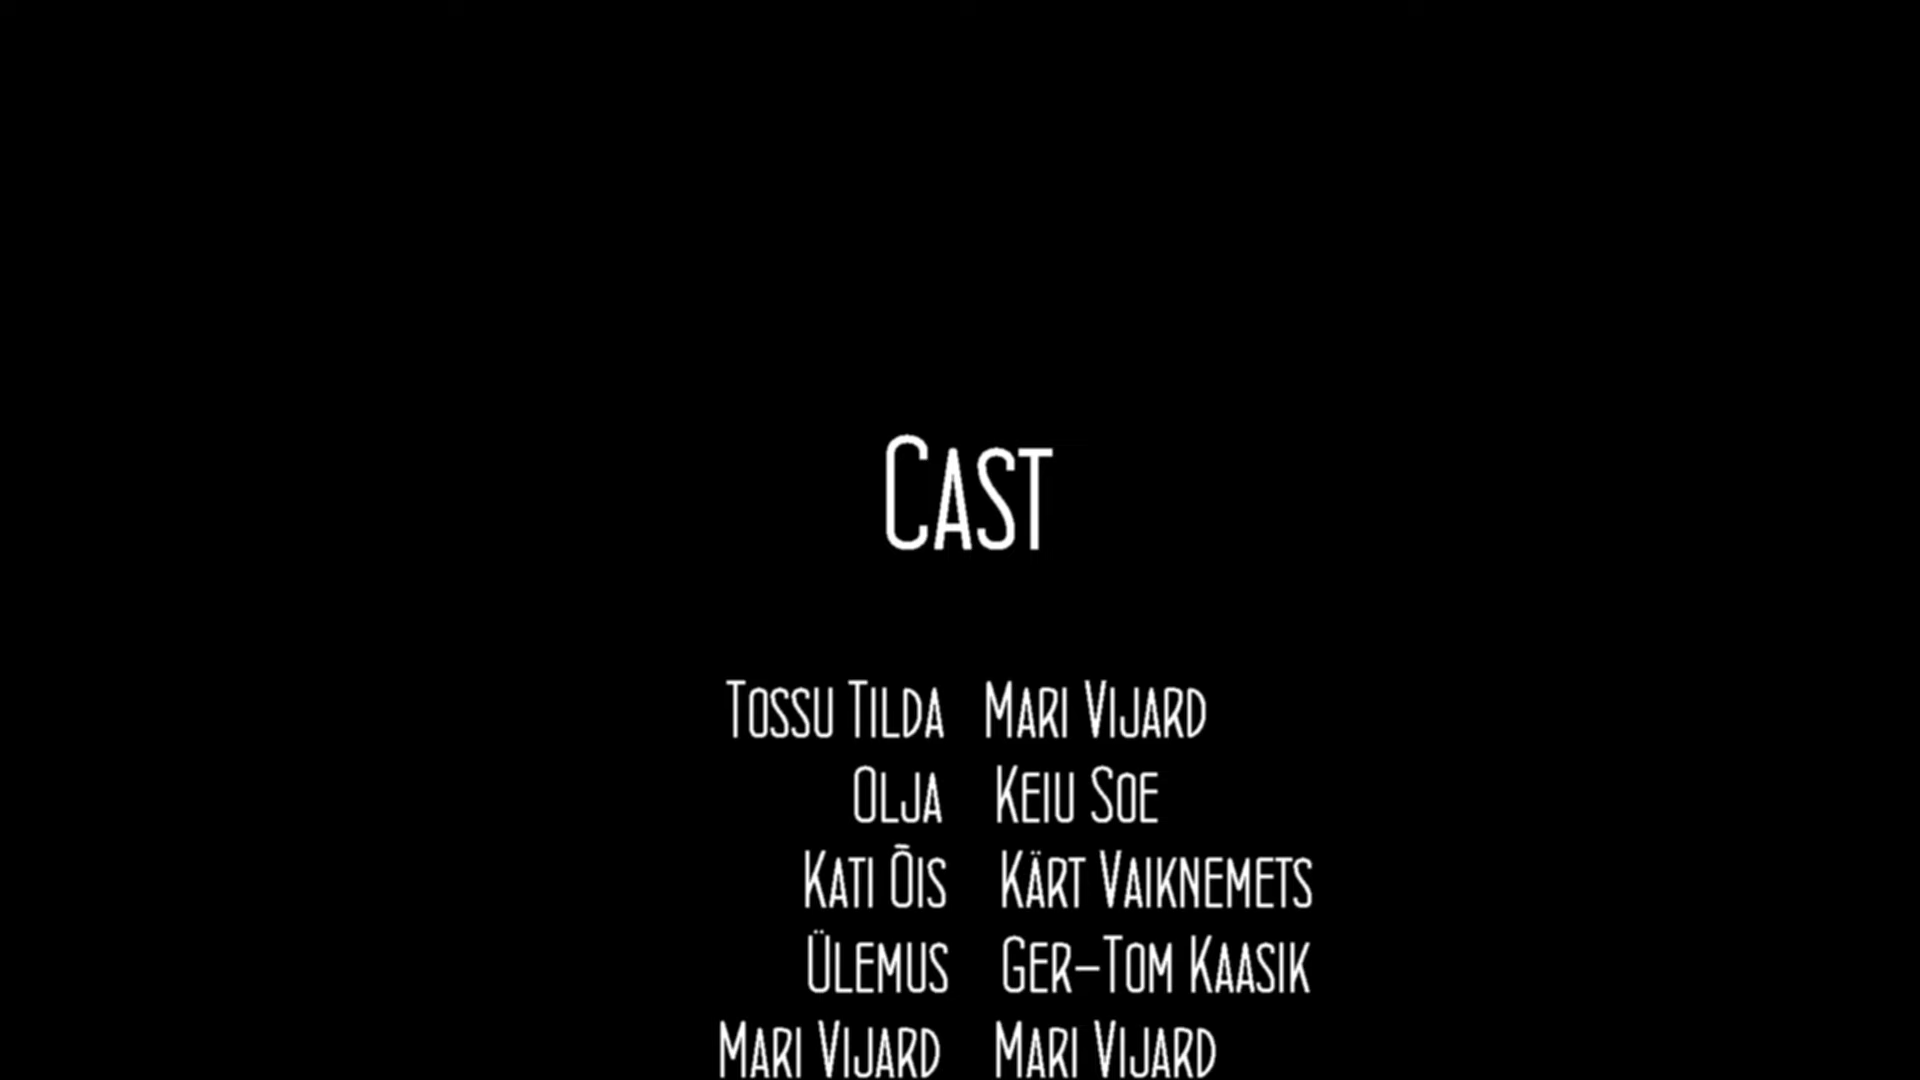 Cast
Tossu Tilda Mari Vijard
Olja Keiu Soe
Kati Õis Kärt Vaiknemets
Ülemus Ger-Tom Kaasik
Mari Vijard Mari Vijard